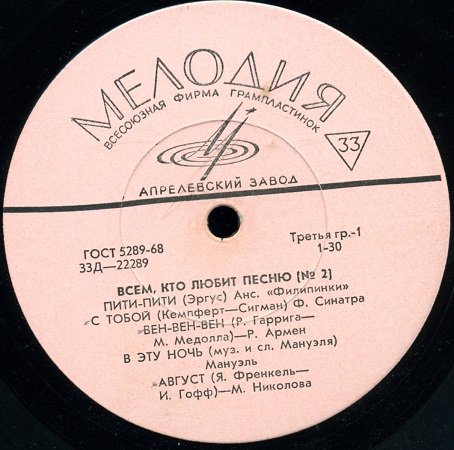 МЕЛОДИЯ
ВСЕСОЮЗНАЯ ФИРМА ГРАМПЛАСТИНОК
33
АПРЕЛЕВСКИЙ ЗАВОД
ГОСТ 5289-68
33Д—22289
Третья гр.-1
1-30
ВСЕМ, КТО ЛЮБИТ ПЕСНЮ (№ 2)
ПИТИ-ПИТИ (Эргус) Анс. «Филипинки»
С ТОБОЙ (Кемпферт—Сигман) Ф. Синатра
ВЕН-ВЕН-ВЕН (Р. Гаррига—
М. Медолла)—Р. Армен
В ЭТУ НОЧЬ (муз. и сл. Мануэля)
Мануэль
АВГУСТ (Я. Френкель—
И. Гофф)—М. Николова